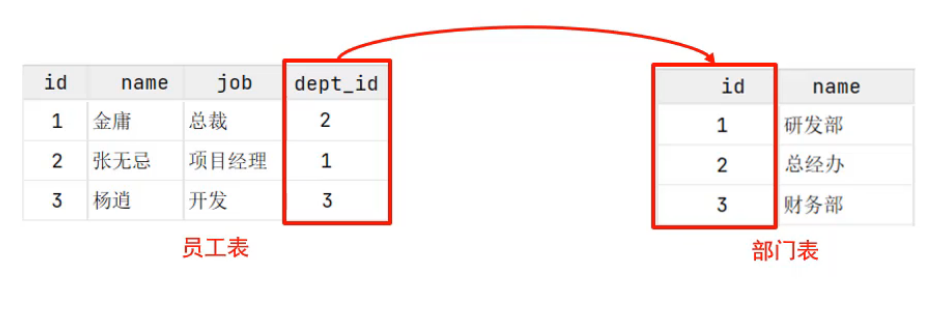 id name job dept_id
1 金庸 总裁 2
2 张无忌 项目经理 1
3 杨逍 开发 3
员工表
id name
1 研发部
2 总经办
3 财务部
部门表